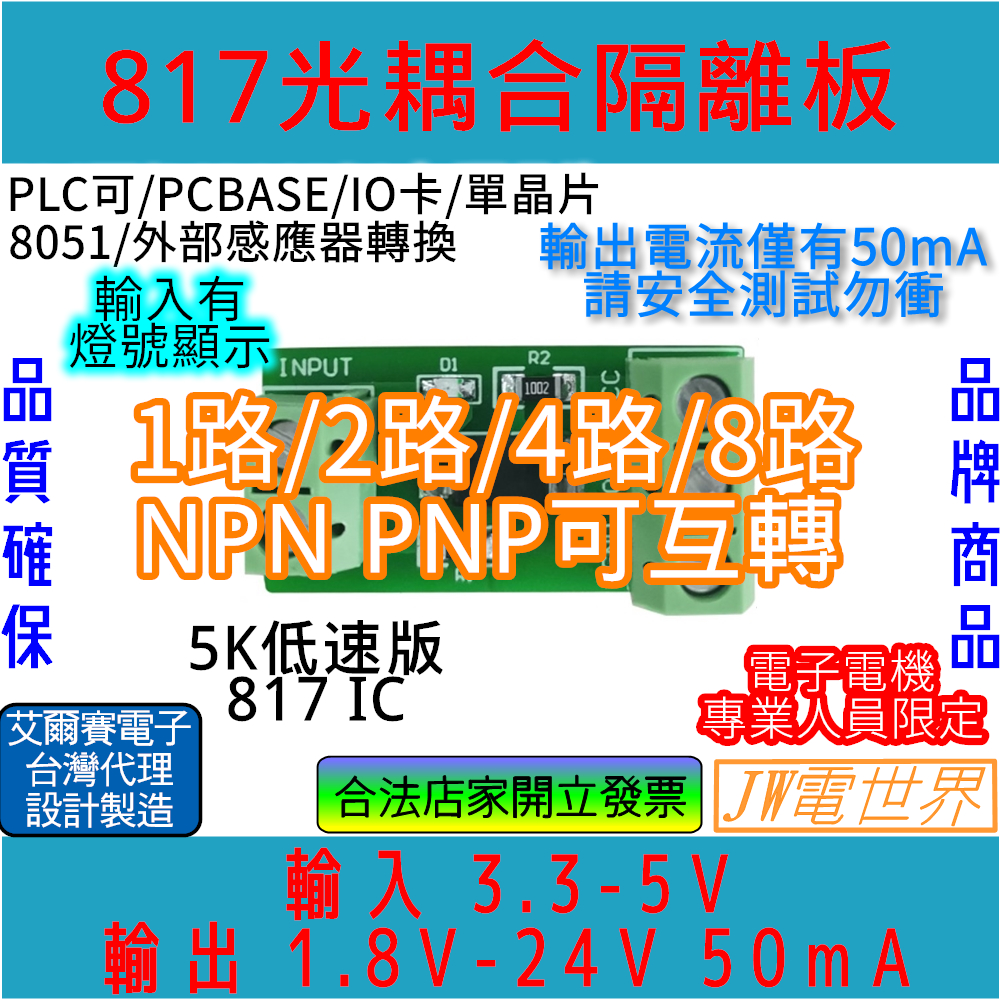 817光耦合隔離板
PLC可/PCBASE/IO卡/單晶片
8051/外部感應器轉換
輸出電流僅有50mA
請安全測試勿衝
輸入有
燈號顯示
INPUT
D1
R2
1002
品質確保
1路/2路/4路/8路
NPN PNP可互轉
品牌商品
5K低速版
817 IC
電子電機
專業人員限定
艾爾賽電子
台灣代理
設計製造
合法店家開立發票
JW電世界
輸入 3.3-5V
輸出 1.8V-24V 50mA